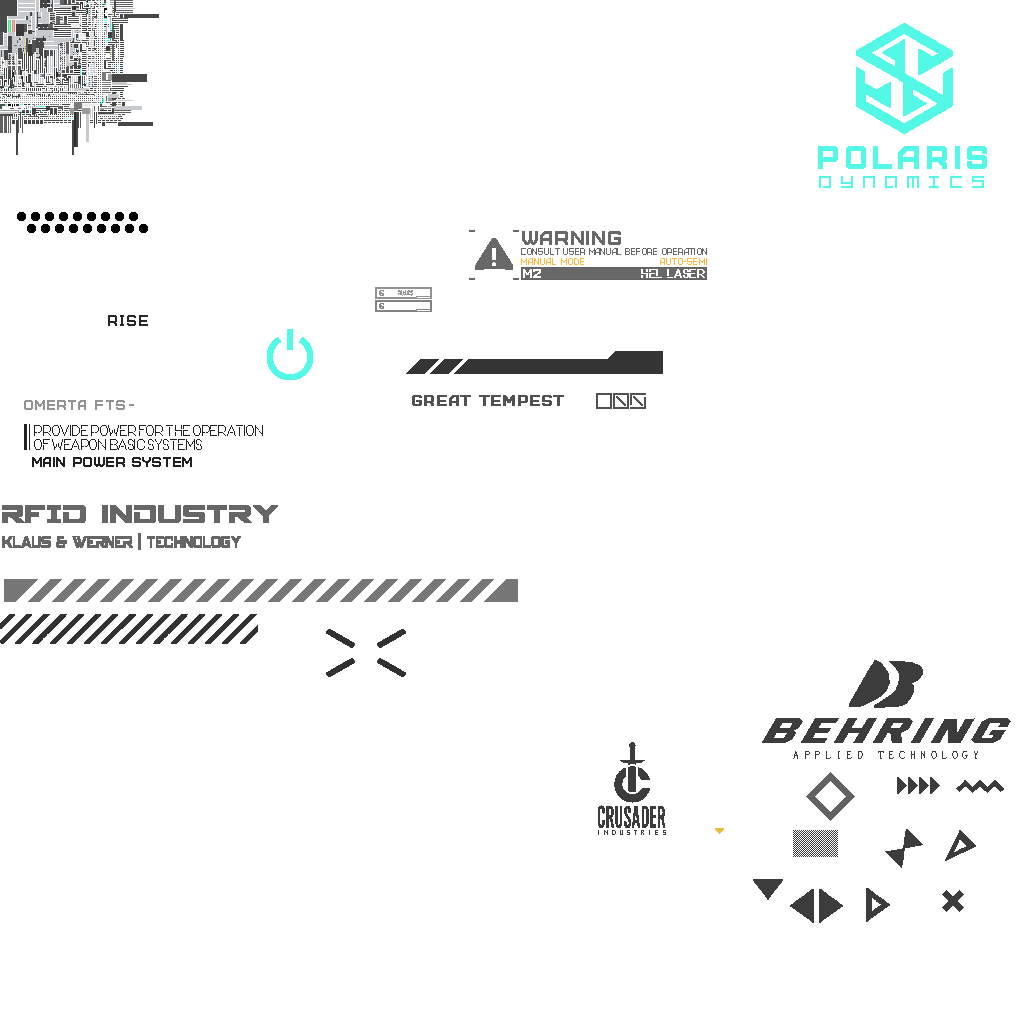 POLARIS
DYNAMICS
WARNING
CONSULT USER MANUAL BEFORE OPERATION
MANUAL MODE AUTO-SEMI
M2 HEL LASER
RISE
GREAT TEMPEST
OMERTA FTS-
PROVIDE POWER FOR THE OPERATION
OF WEAPON BASIC SYSTEMS
MAIN POWER SYSTEM
RFID INDUSTRY
KLAUS & WERNER | TECHNOLOGY
BEHRING
APPLIED TECHNOLOGY
CRUSADER
INDUSTRIES